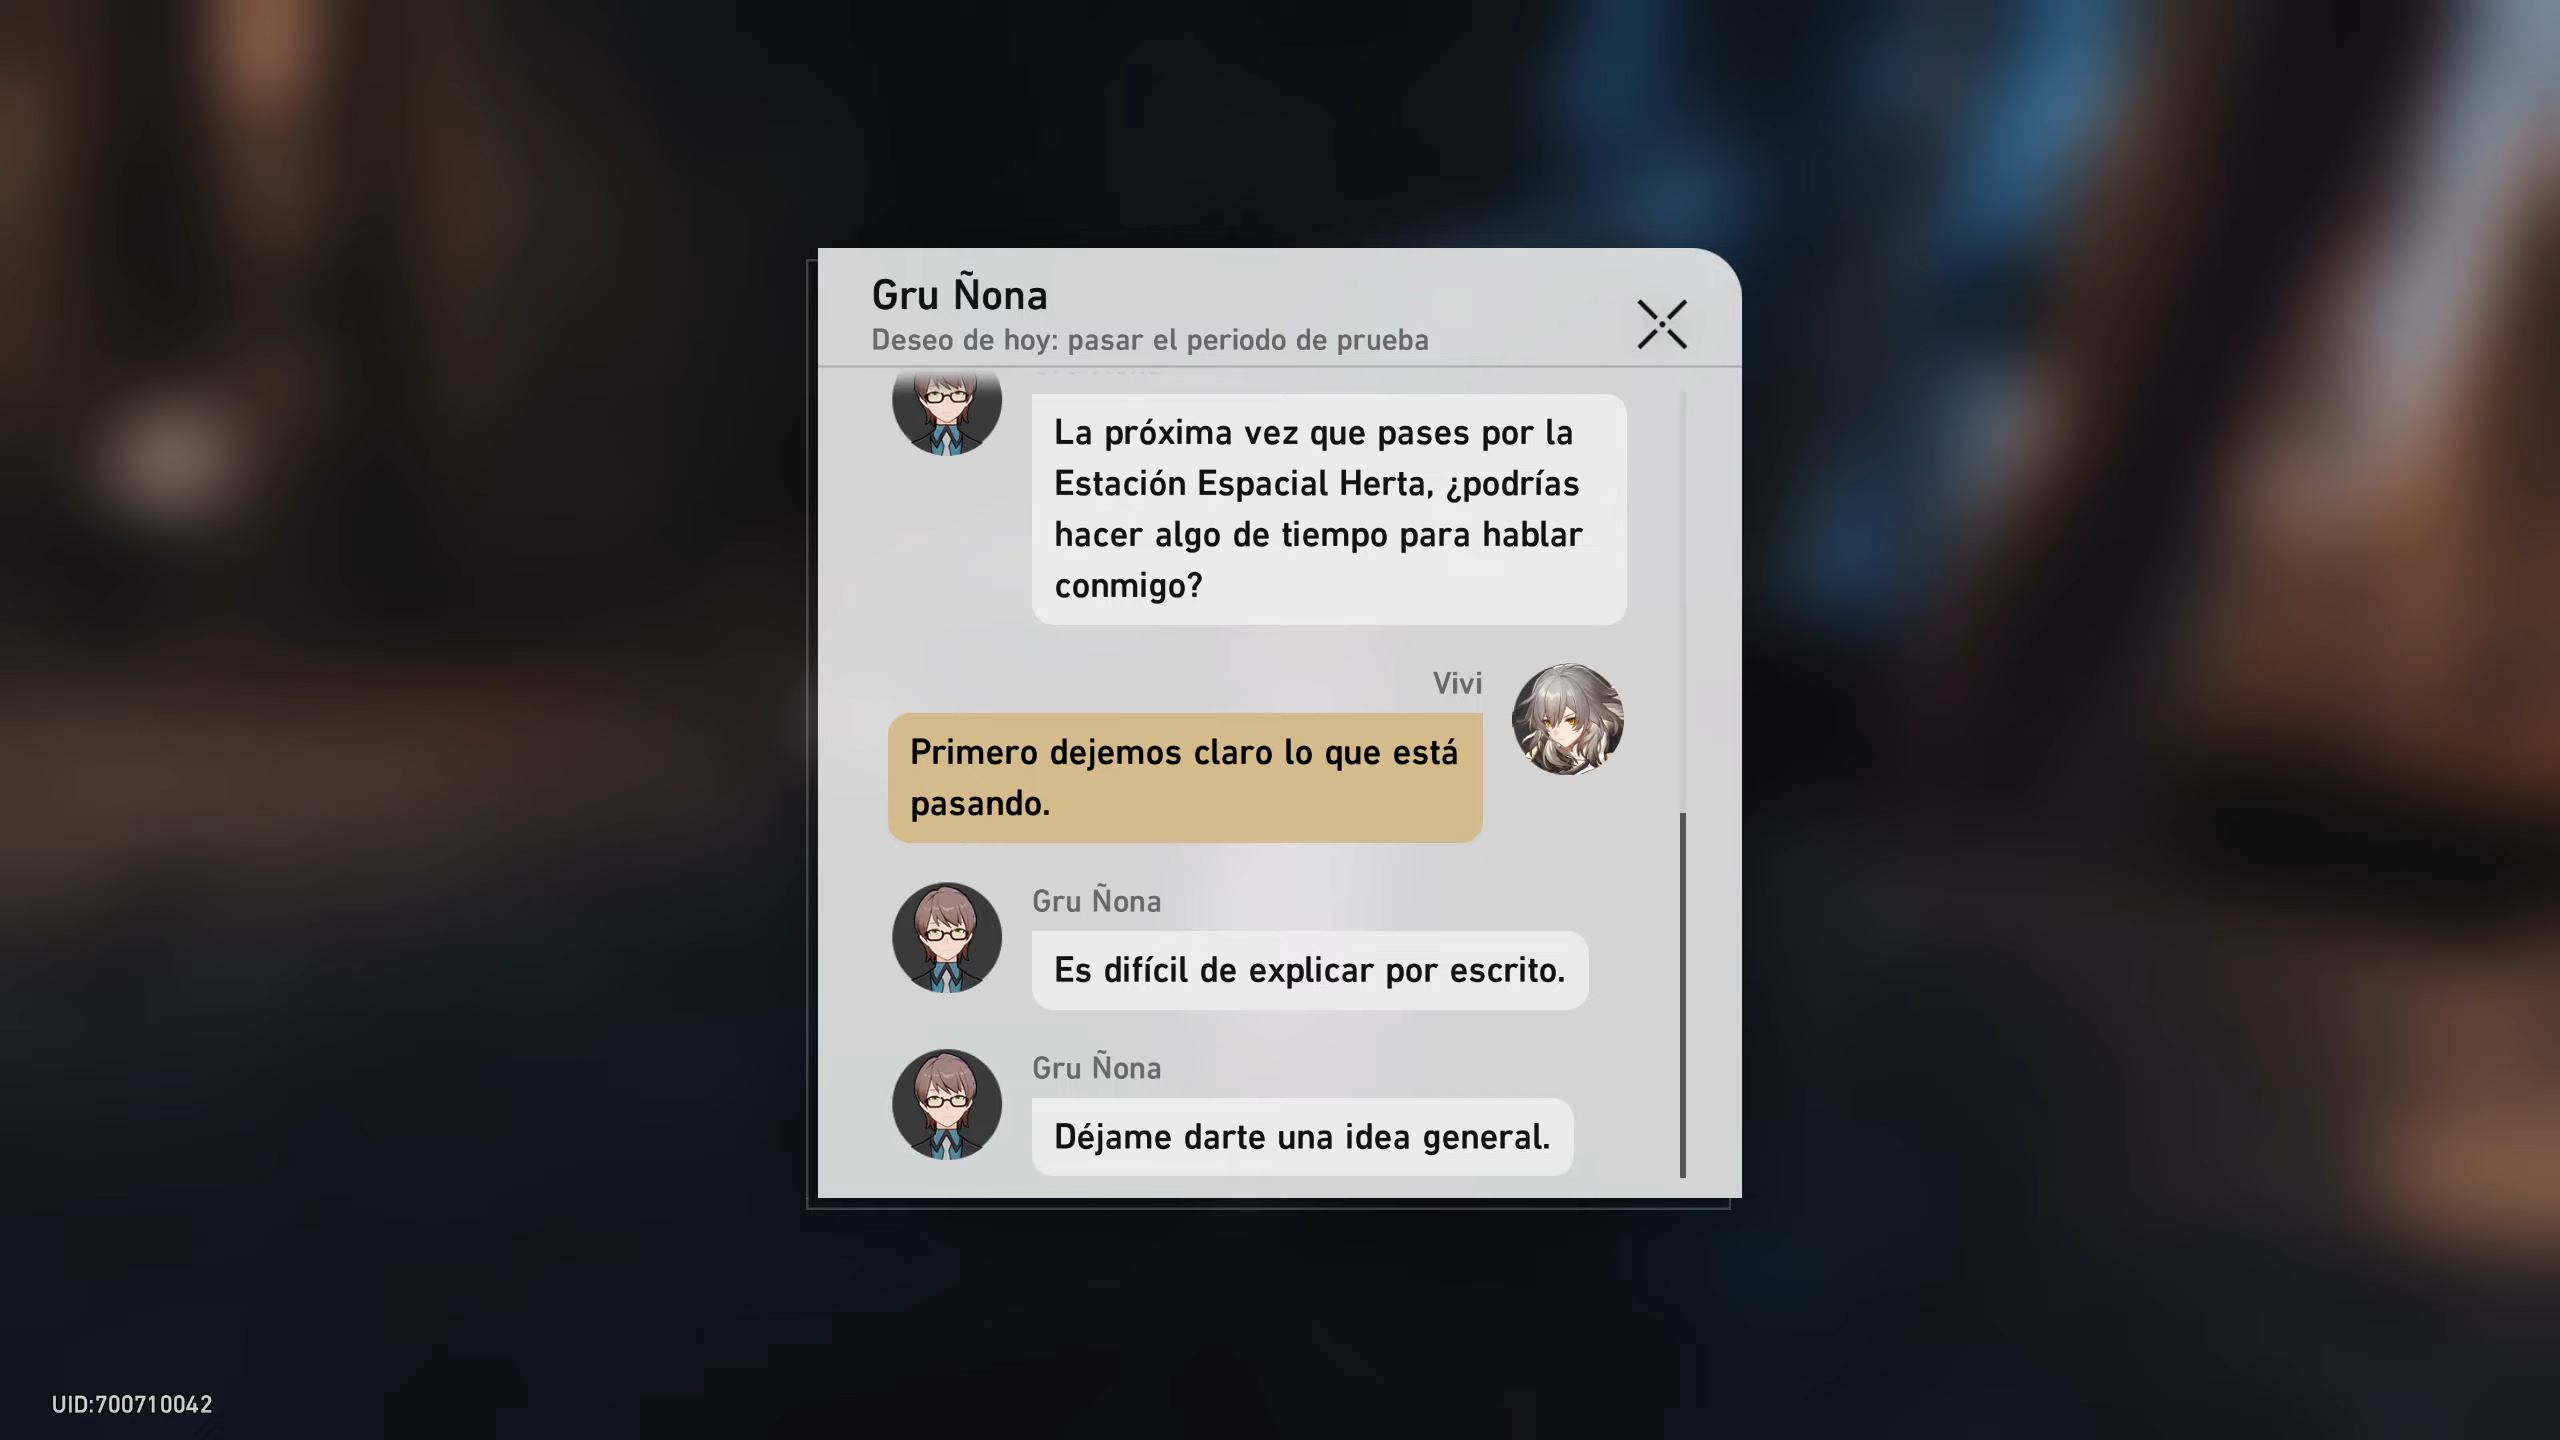 Gru Ñona
Deseo de hoy: pasar el periodo de prueba
La próxima vez que pases por la
Estación Espacial Herta, ¿podrías
hacer algo de tiempo para hablar
conmigo?
Vivi
Primero dejemos claro lo que está
pasando.
Gru Ñona
Es difícil de explicar por escrito.
Gru Ñona
Déjame darte una idea general.
UID:700710042